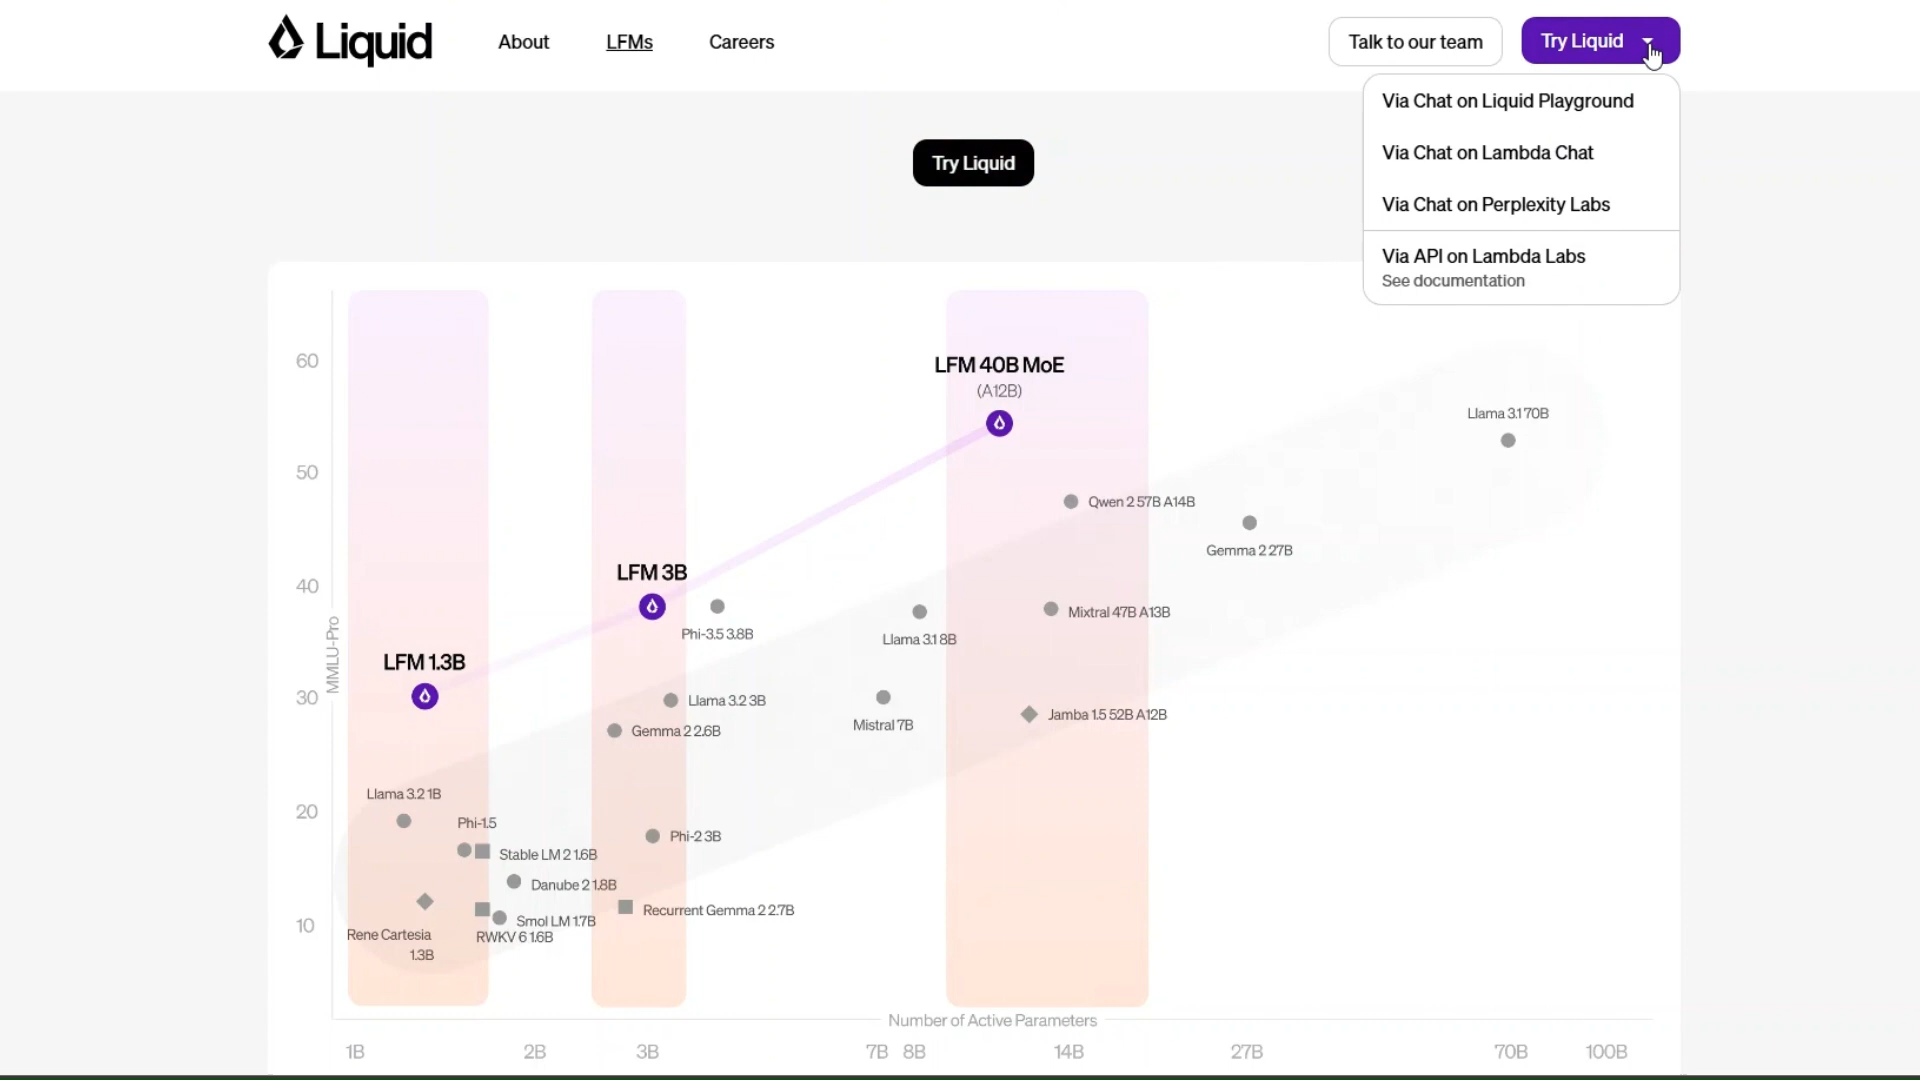 Liquid
About
LFMs
Careers
Talk to our team
Try Liquid
Via Chat on Liquid Playground
Via Chat on Lambda Chat
Via Chat on Perplexity Labs
Via API on Lambda Labs
See documentation
Try Liquid
60
50
40
30
20
10
MMLU-Pro
LFM 40B MoE
(A12B)
Llama 3.1 70B
Qwen 2 57B A14B
Gemma 2 27B
LFM 3B
Phi-3.5 3.8B
Llama 3.1 8B
Mixtral 47B A13B
LFM 1.3B
Llama 3.2 3B
Gemma 2 2.6B
Mistral 7B
Jamba 1.5 52B A12B
Llama 3.2 1B
Phi-1.5
Stable LM 2 1.6B
Phi-2 3B
Danube 2 1.8B
Smol LM 1.7B
RWKV 6 1.6B
Recurrent Gemma 2 2.7B
Rene Cartesia
1.3B
Number of Active Parameters
1B
2B
3B
7B
8B
14B
27B
70B
100B